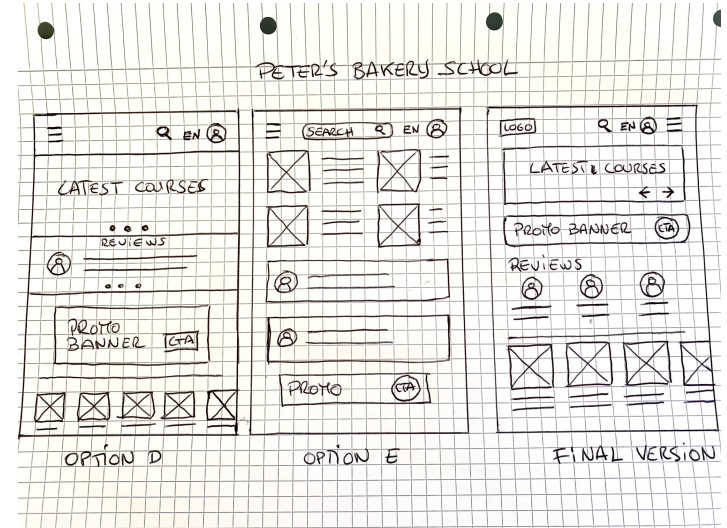 PETER'S BAKERY SCHOOL
EN
LATEST COURSES
REVIEWS
PROMO
BANNER CTA
OPTION D
SEARCH EN
PROMO CTA
OPTION E
LOGO EN
LATEST COURSES
← →
PROMO BANNER CTA
REVIEWS
FINAL VERSION